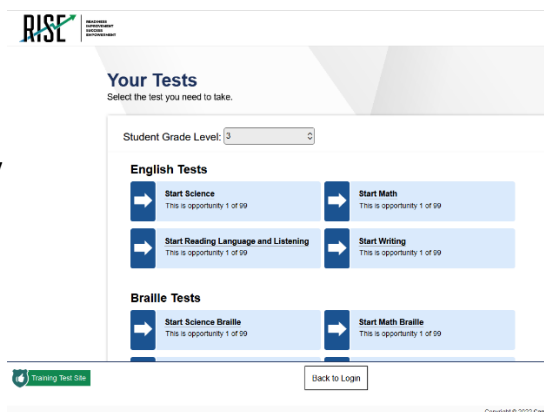 RISE
READINESS
IMPROVEMENT
SUCCESS
EMPOWERMENT
Your Tests
Select the test you need to take.
Student Grade Level: 3
English Tests
Start Science
This is opportunity 1 of 99
Start Math
This is opportunity 1 of 99
Start Reading Language and Listening
This is opportunity 1 of 99
Start Writing
This is opportunity 1 of 99
Braille Tests
Start Science Braille
This is opportunity 1 of 99
Start Math Braille
This is opportunity 1 of 99
Training Test Site
Back to Login